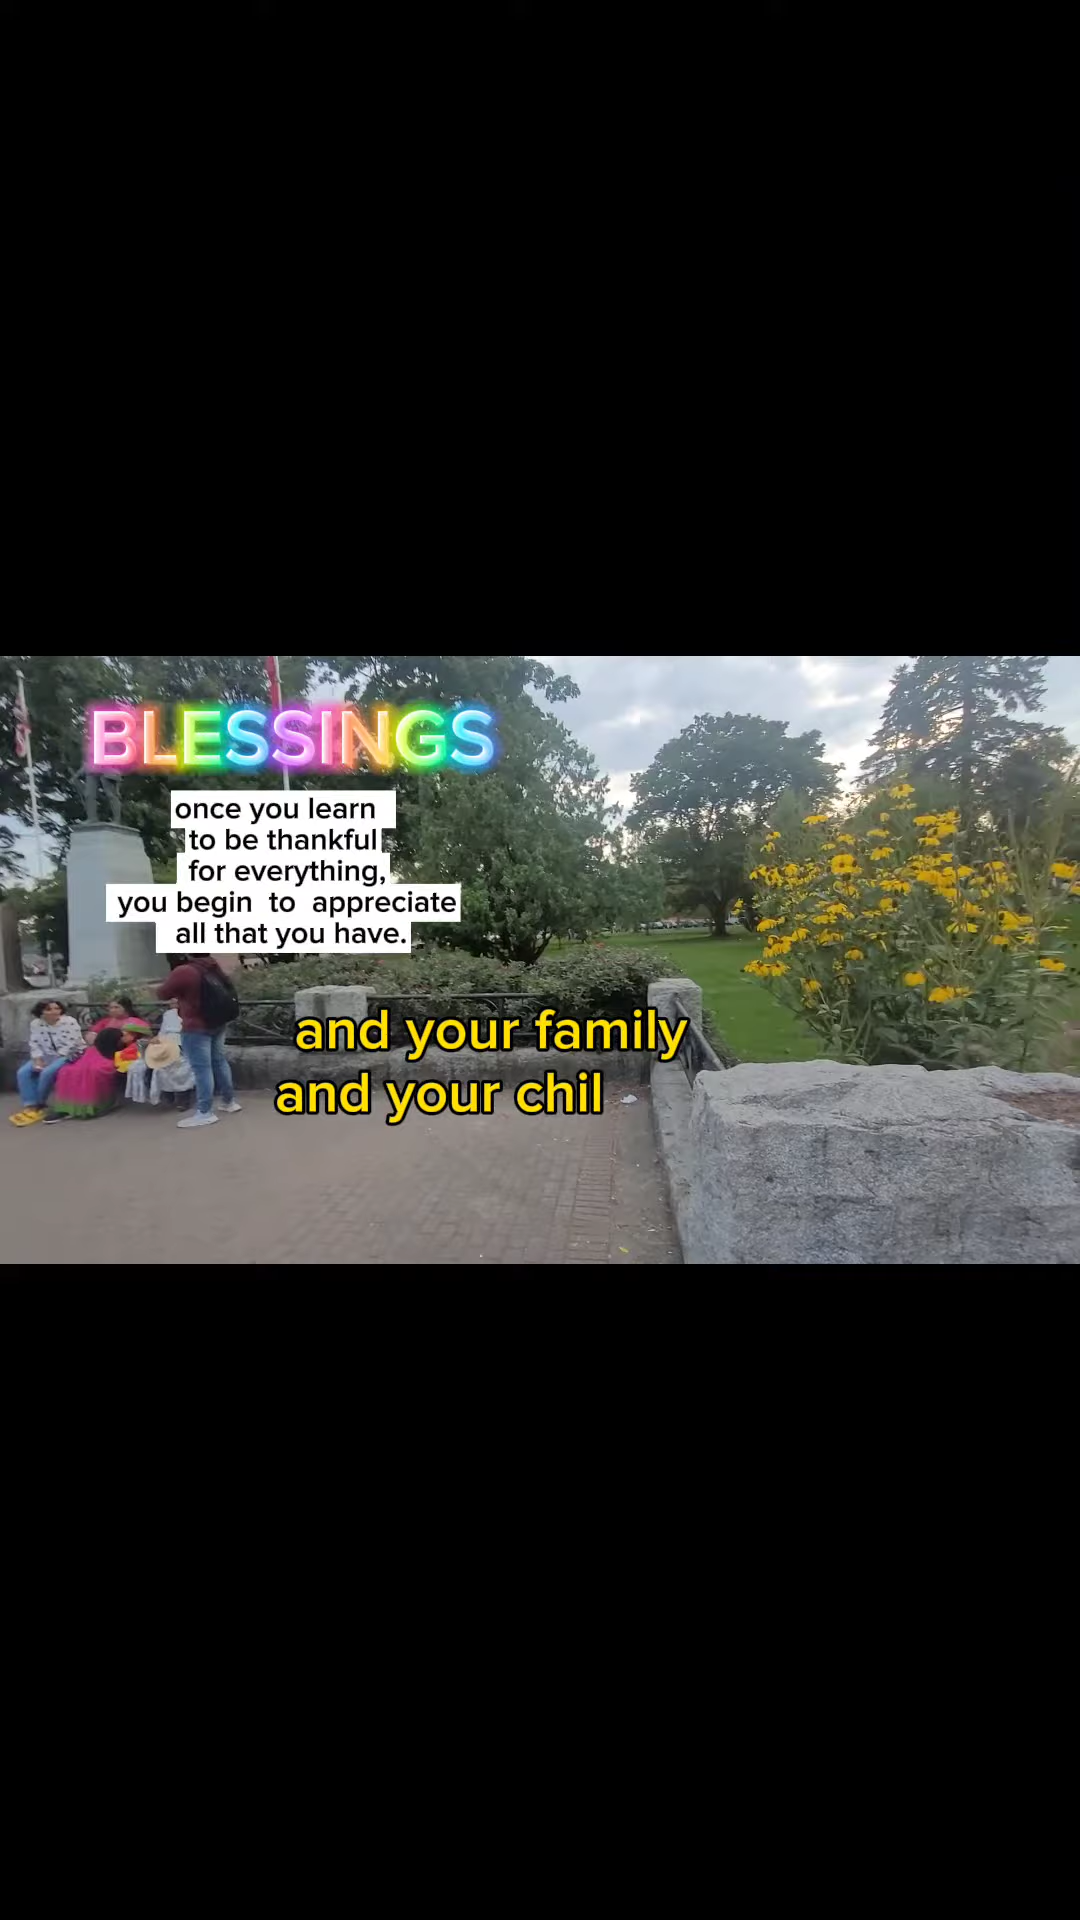 BLESSINGS
once you learn
to be thankful
for everything,
you begin to appreciate
all that you have.
and your family
and your chil